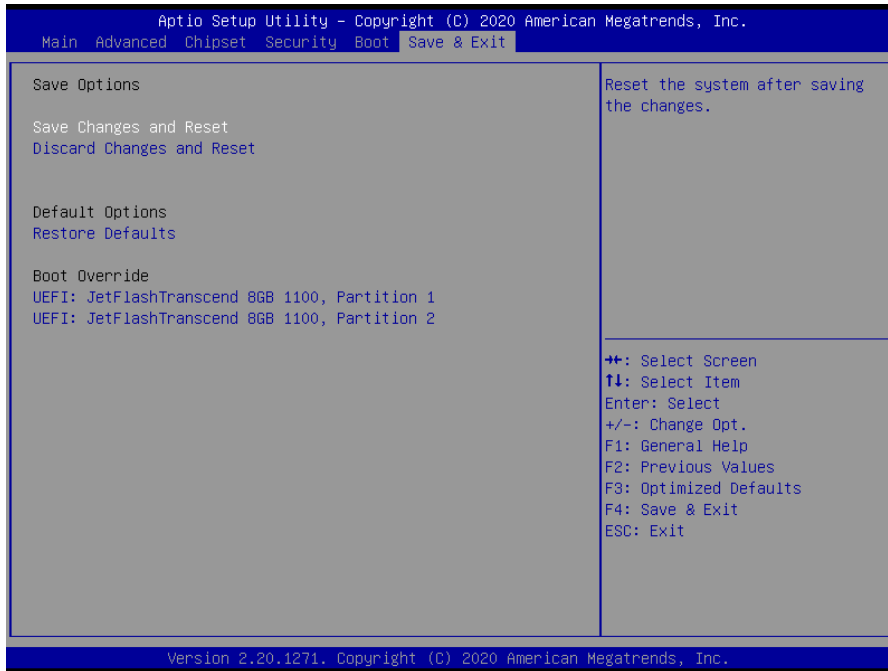 Aptio Setup Utility – Copyright (C) 2020 American Megatrends, Inc.
Main Advanced Chipset Security Boot Save & Exit
Save Options
Save Changes and Reset
Discard Changes and Reset
Default Options
Restore Defaults
Boot Override
UEFI: JetFlashTranscend 8GB 1100, Partition 1
UEFI: JetFlashTranscend 8GB 1100, Partition 2
Reset the system after saving
the changes.
→←: Select Screen
↑↓: Select Item
Enter: Select
+/-: Change Opt.
F1: General Help
F2: Previous Values
F3: Optimized Defaults
F4: Save & Exit
ESC: Exit
Version 2.20.1271. Copyright (C) 2020 American Megatrends, Inc.